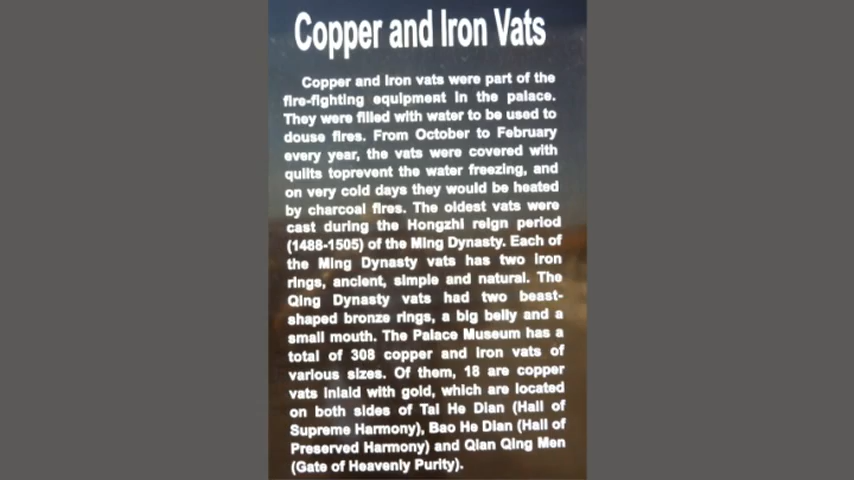 Copper and Iron Vats
Copper and iron vats were part of the
fire-fighting equipment in the palace.
They were filled with water to be used to
douse fires. From October to February
every year, the vats were covered with
quilts toprevent the water freezing, and
on very cold days they would be heated
by charcoal fires. The oldest vats were
cast during the Hongzhi reign period
(1488-1505) of the Ming Dynasty. Each of
the Ming Dynasty vats has two iron
rings, ancient, simple and natural. The
Qing Dynasty vats had two beast-
shaped bronze rings, a big belly and a
small mouth. The Palace Museum has a
total of 308 copper and iron vats of
various sizes. Of them, 18 are copper
vats inlaid with gold, which are located
on both sides of Tai He Dian (Hall of
Supreme Harmony), Bao He Dian (Hall of
Preserved Harmony) and Qian Qing Men
(Gate of Heavenly Purity).